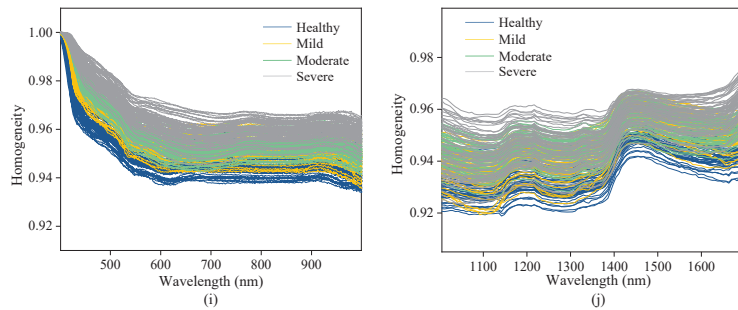 1.00
0.98
0.96
0.94
0.92
Homogeneity
Healthy
Mild
Moderate
Severe
500 600 700 800 900
Wavelength (nm)
(i)
0.98
0.96
0.94
0.92
Homogeneity
Healthy
Mild
Moderate
Severe
1100 1200 1300 1400 1500 1600
Wavelength (nm)
(j)